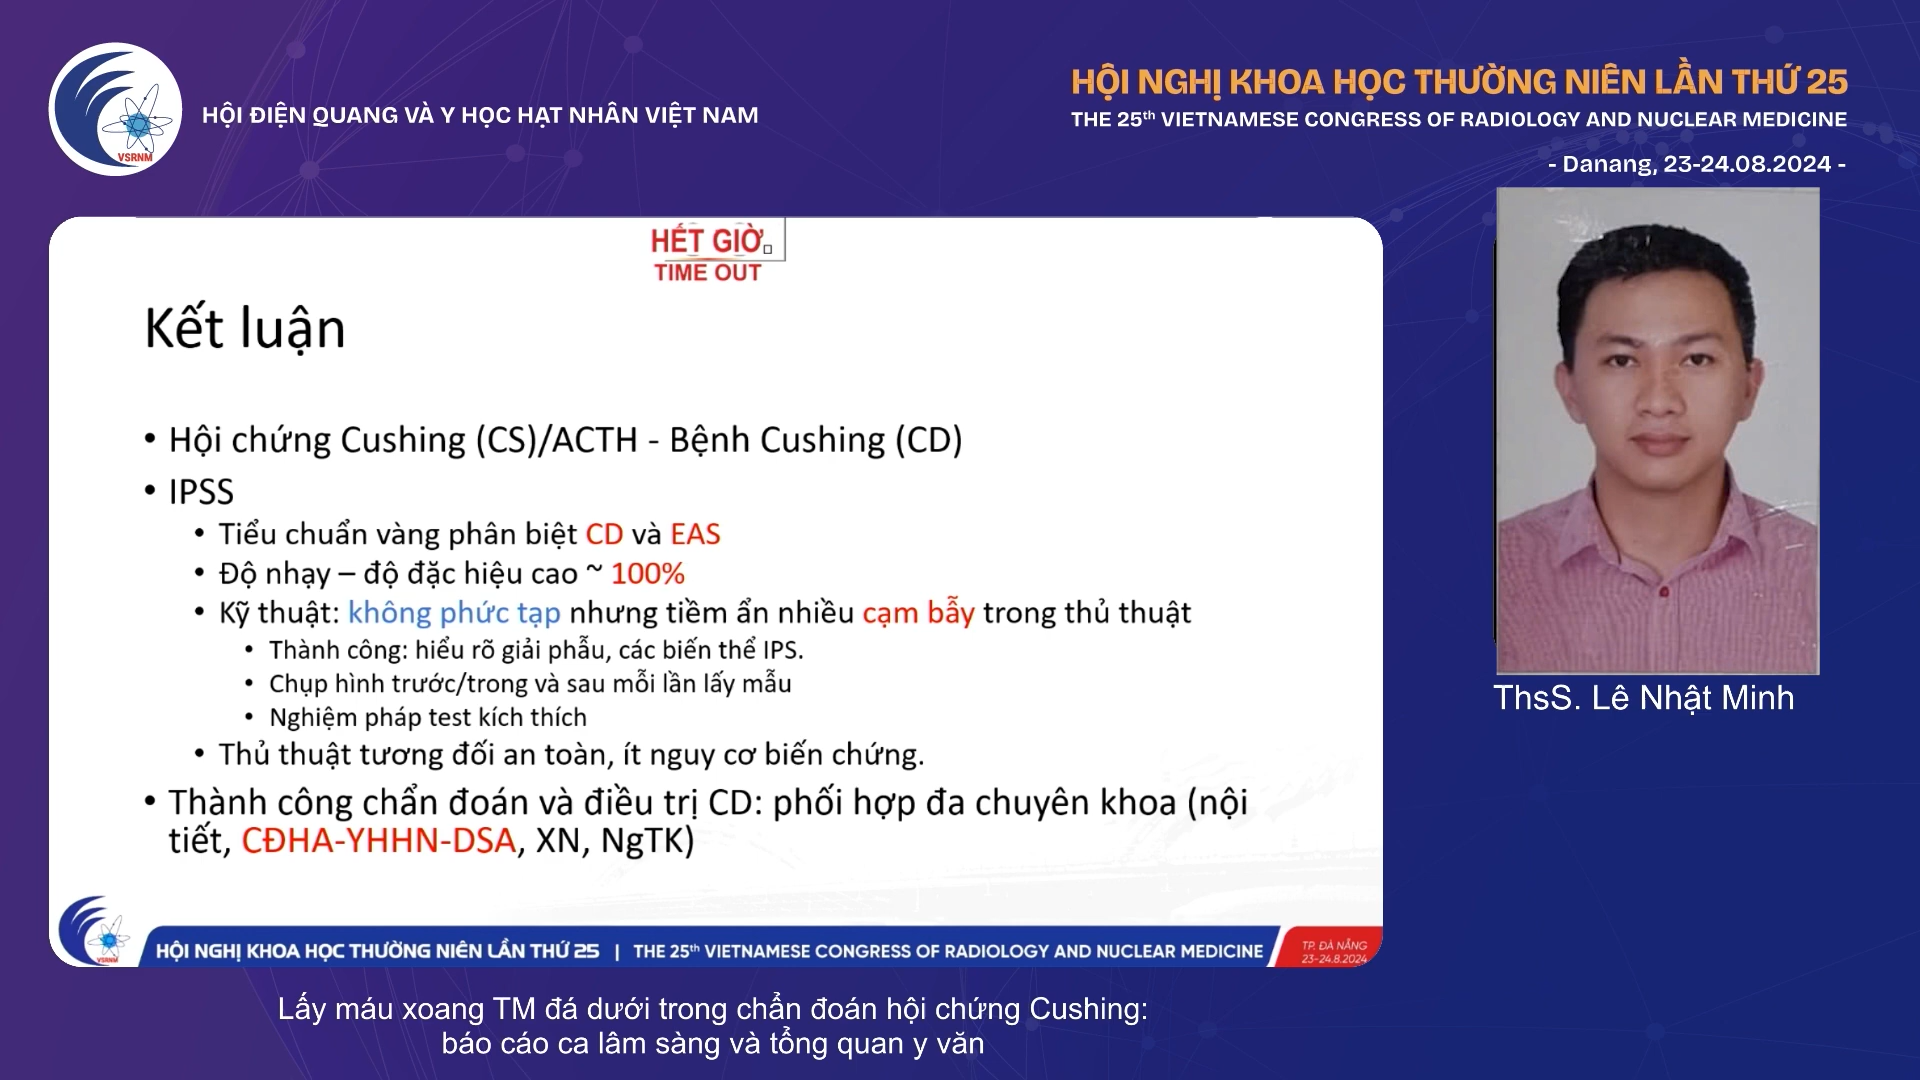 VSRNM
HỘI ĐIỆN QUANG VÀ Y HỌC HẠT NHÂN VIỆT NAM
HỘI NGHỊ KHOA HỌC THƯỜNG NIÊN LẦN THỨ 25
THE 25th VIETNAMESE CONGRESS OF RADIOLOGY AND NUCLEAR MEDICINE
- Danang, 23-24.08.2024 -
HẾT GIỜ
TIME OUT
Kết luận
• Hội chứng Cushing (CS)/ACTH - Bệnh Cushing (CD)
• IPSS
• Tiểu chuẩn vàng phân biệt CD và EAS
• Độ nhạy – độ đặc hiệu cao ~ 100%
• Kỹ thuật: không phức tạp nhưng tiềm ẩn nhiều cạm bẫy trong thủ thuật
• Thành công: hiểu rõ giải phẫu, các biến thể IPS.
• Chụp hình trước/trong và sau mỗi lần lấy mẫu
• Nghiệm pháp test kích thích
• Thủ thuật tương đối an toàn, ít nguy cơ biến chứng.
• Thành công chẩn đoán và điều trị CD: phối hợp đa chuyên khoa (nội
tiết, CĐHA-YHHN-DSA, XN, NgTK)
VSRNM
HỘI NGHỊ KHOA HỌC THƯỜNG NIÊN LẦN THỨ 25 | THE 25th VIETNAMESE CONGRESS OF RADIOLOGY AND NUCLEAR MEDICINE
TP. ĐÀ NẴNG
23-24.8.2024
ThsS. Lê Nhật Minh
Lấy máu xoang TM đá dưới trong chẩn đoán hội chứng Cushing:
báo cáo ca lâm sàng và tổng quan y văn